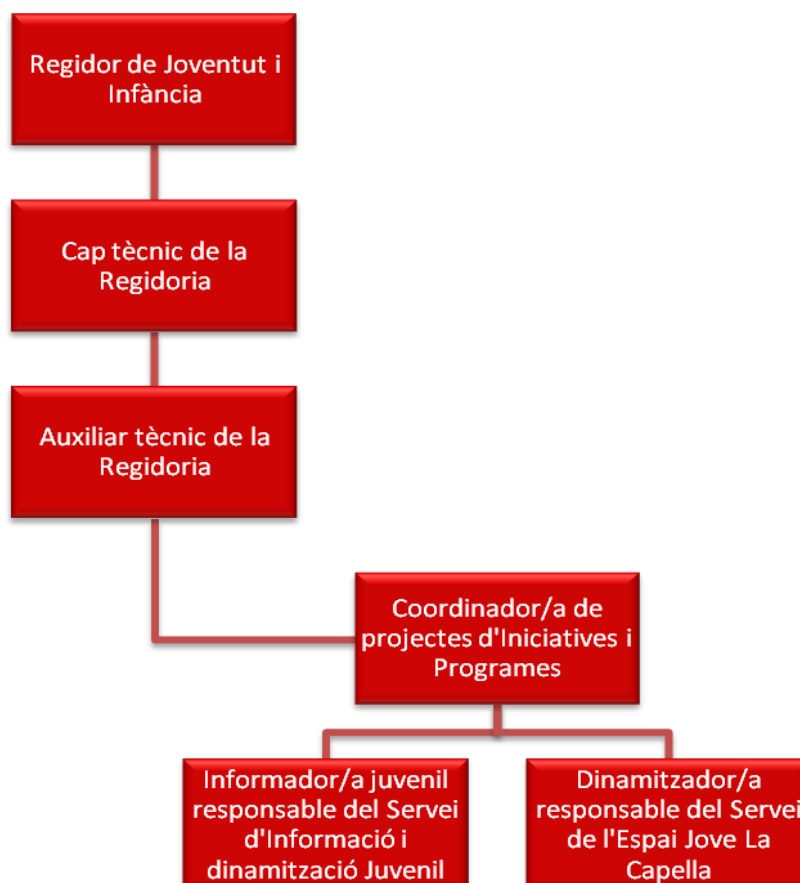 Regidor de Joventut i
Infància
Cap tècnic de la
Regidoria
Auxiliar tècnic de la
Regidoria
Coordinador/a de
projectes d'Iniciatives i
Programes
Informador/a juvenil
responsable del Servei
d'Informació i
dinamització Juvenil
Dinamitzador/a
responsable del Servei
de l'Espai Jove La
Capella